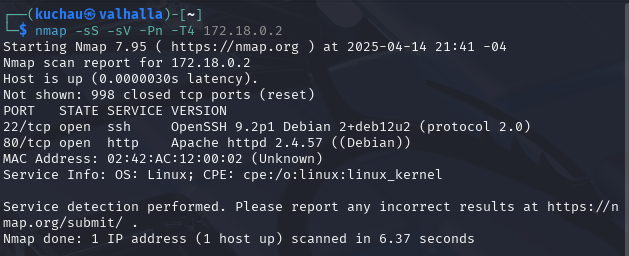 ┌──(kuchau㉿valhalla)-[~]
└─$ nmap -sS -sV -Pn -T4 172.18.0.2
Starting Nmap 7.95 ( https://nmap.org ) at 2025-04-14 21:41 -04
Nmap scan report for 172.18.0.2
Host is up (0.0000030s latency).
Not shown: 998 closed tcp ports (reset)
PORT   STATE SERVICE VERSION
22/tcp open  ssh     OpenSSH 9.2p1 Debian 2+deb12u2 (protocol 2.0)
80/tcp open  http    Apache httpd 2.4.57 ((Debian))
MAC Address: 02:42:AC:12:00:02 (Unknown)
Service Info: OS: Linux; CPE: cpe:/o:linux:linux_kernel

Service detection performed. Please report any incorrect results at https://n
map.org/submit/ .
Nmap done: 1 IP address (1 host up) scanned in 6.37 seconds